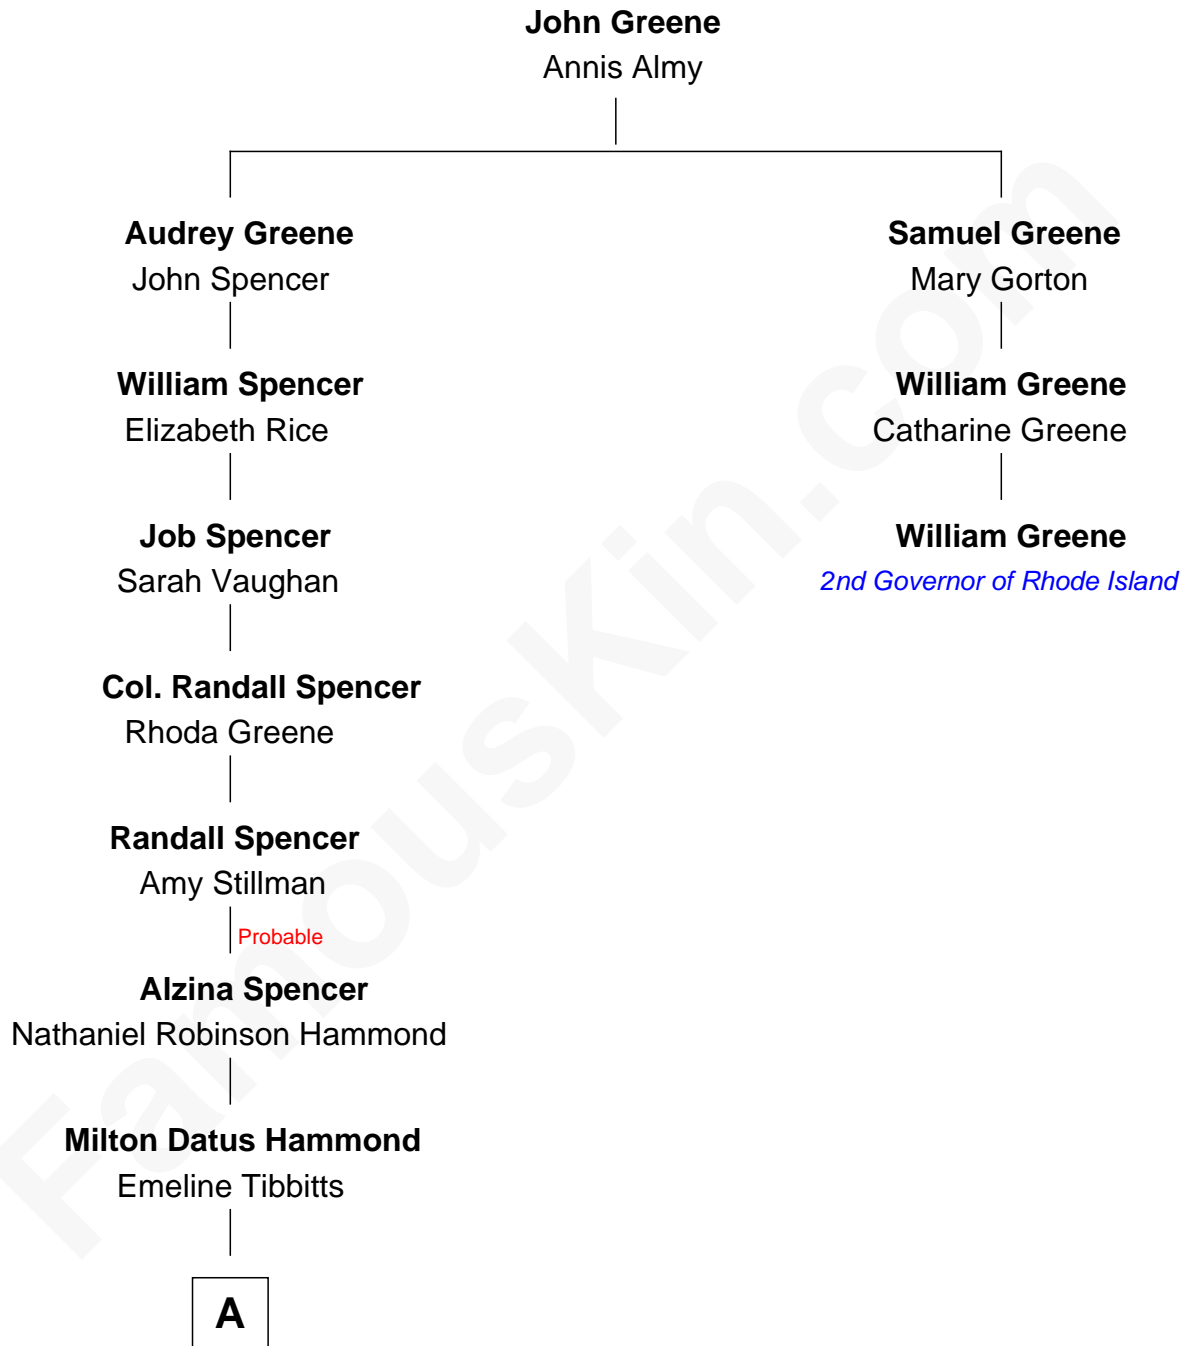 John Greene
Annis Almy
Audrey Greene
John Spencer
Samuel Greene
Mary Gorton
William Spencer
Elizabeth Rice
William Greene
Catharine Greene
Job Spencer
Sarah Vaughan
William Greene
2nd Governor of Rhode Island
Col. Randall Spencer
Rhoda Greene
Randall Spencer
Amy Stillman
Probable
Alzina Spencer
Nathaniel Robinson Hammond
Milton Datus Hammond
Emeline Tibbitts
A
FamousKin.com